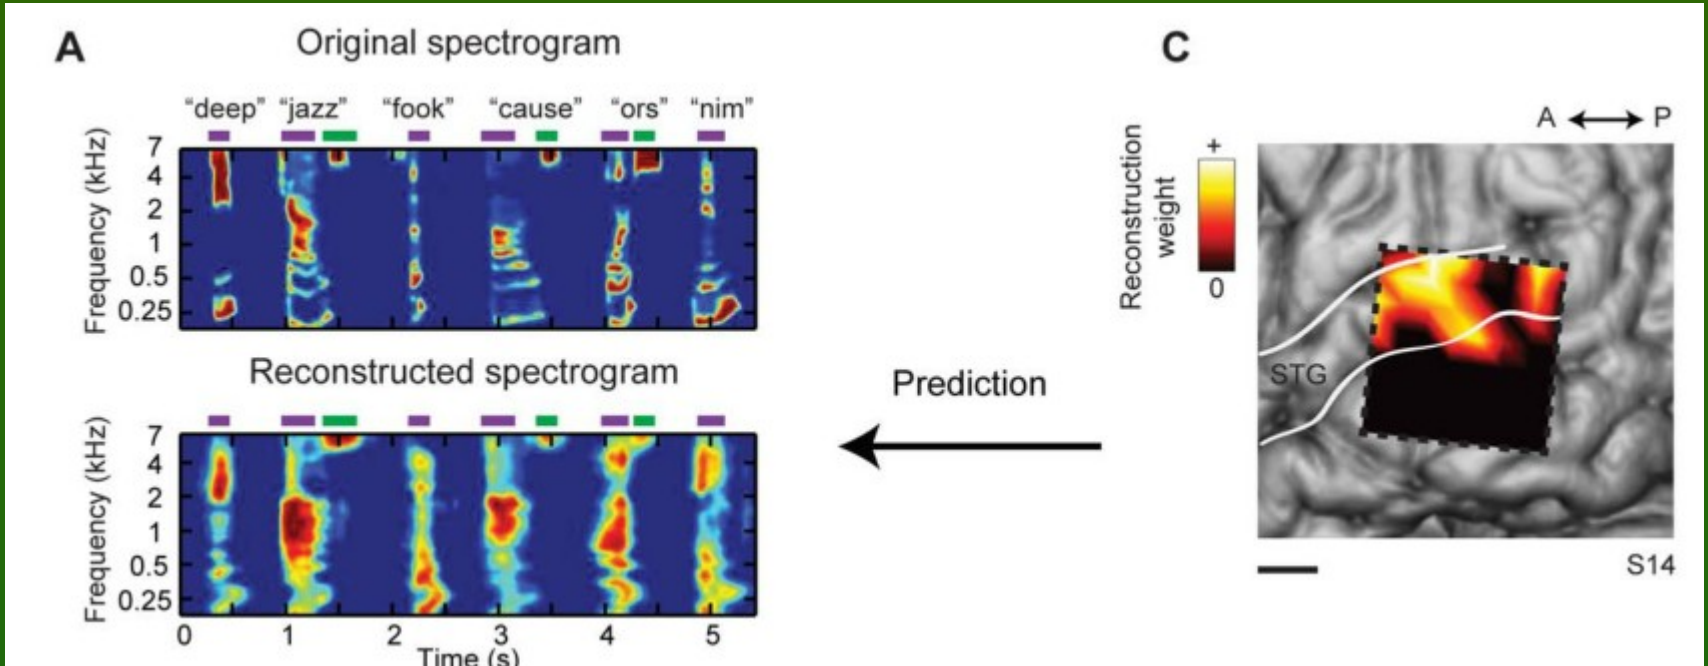 A
Original spectrogram
“deep” “jazz” “fook” “cause” “ors” “nim”
Frequency (kHz)
7
4
2
1
0.5
0.25
Reconstructed spectrogram
Frequency (kHz)
7
4
2
1
0.5
0.25
0 1 2 3 4 5
Time (s)
Prediction
C
A P
Reconstruction
weight
+
0
STG
S14